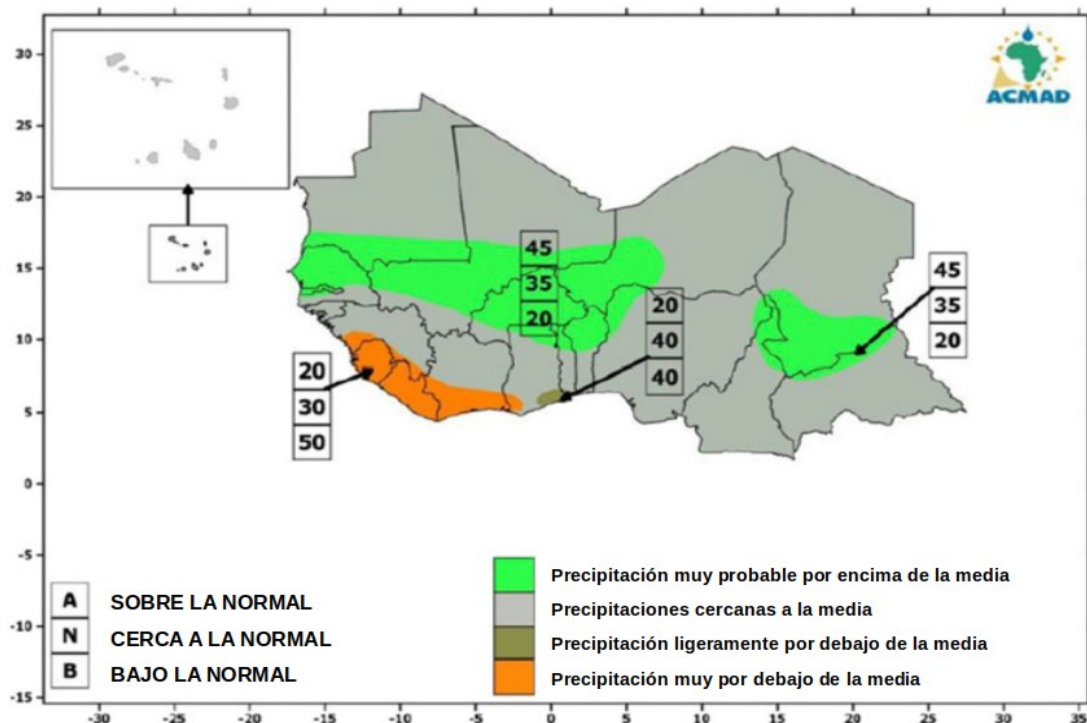 ACMAD
30
25
20
15
10
5
0
-5
-10
-15
45
35
20
20
40
40
45
35
20
20
30
50
A SOBRE LA NORMAL
N CERCA A LA NORMAL
B BAJO LA NORMAL
Precipitación muy probable por encima de la media
Precipitaciones cercanas a la media
Precipitación ligeramente por debajo de la media
Precipitación muy por debajo de la media
-30 -25 -20 -15 -10 -5 0 5 10 15 20 25 30 35